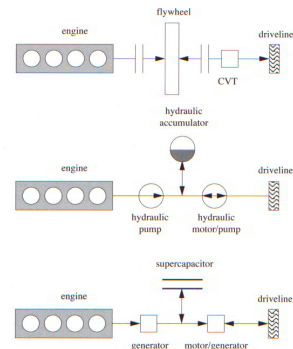 flywheel
engine
driveline
CVT
hydraulic
accumulator
engine
driveline
hydraulic
pump
hydraulic
motor/pump
supercapacitor
engine
driveline
generator
motor/generator